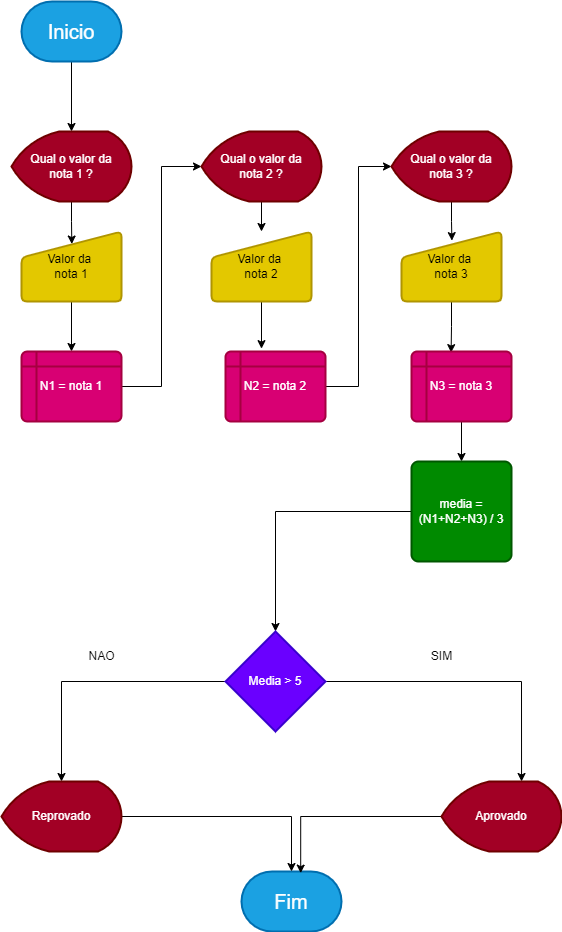 Inicio
Qual o valor da
nota 1 ?
Qual o valor da
nota 2 ?
Qual o valor da
nota 3 ?
Valor da
nota 1
Valor da
nota 2
Valor da
nota 3
N1 = nota 1
N2 = nota 2
N3 = nota 3
media =
(N1+N2+N3) / 3
NAO
SIM
Media > 5
Reprovado
Aprovado
Fim